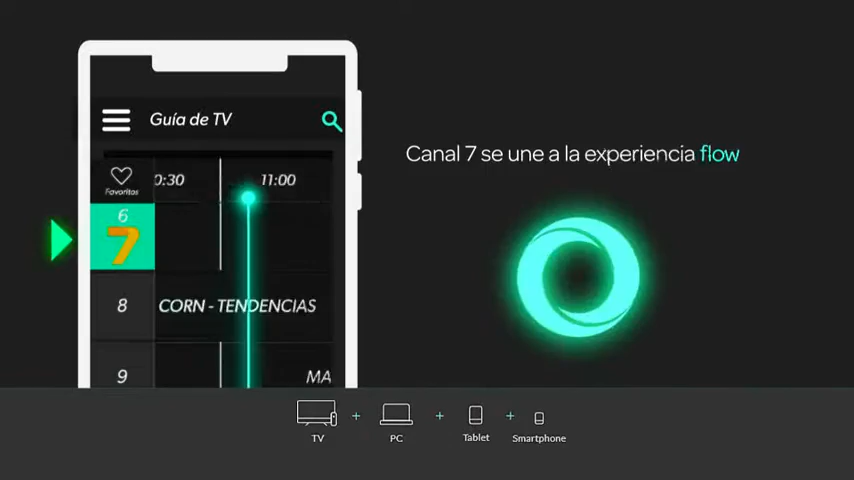 Guía de TV
Favoritos
0:30
11:00
6
7
8
CORN - TENDENCIAS
9
MA
Canal 7 se une a la experiencia flow
TV + PC + Tablet + Smartphone